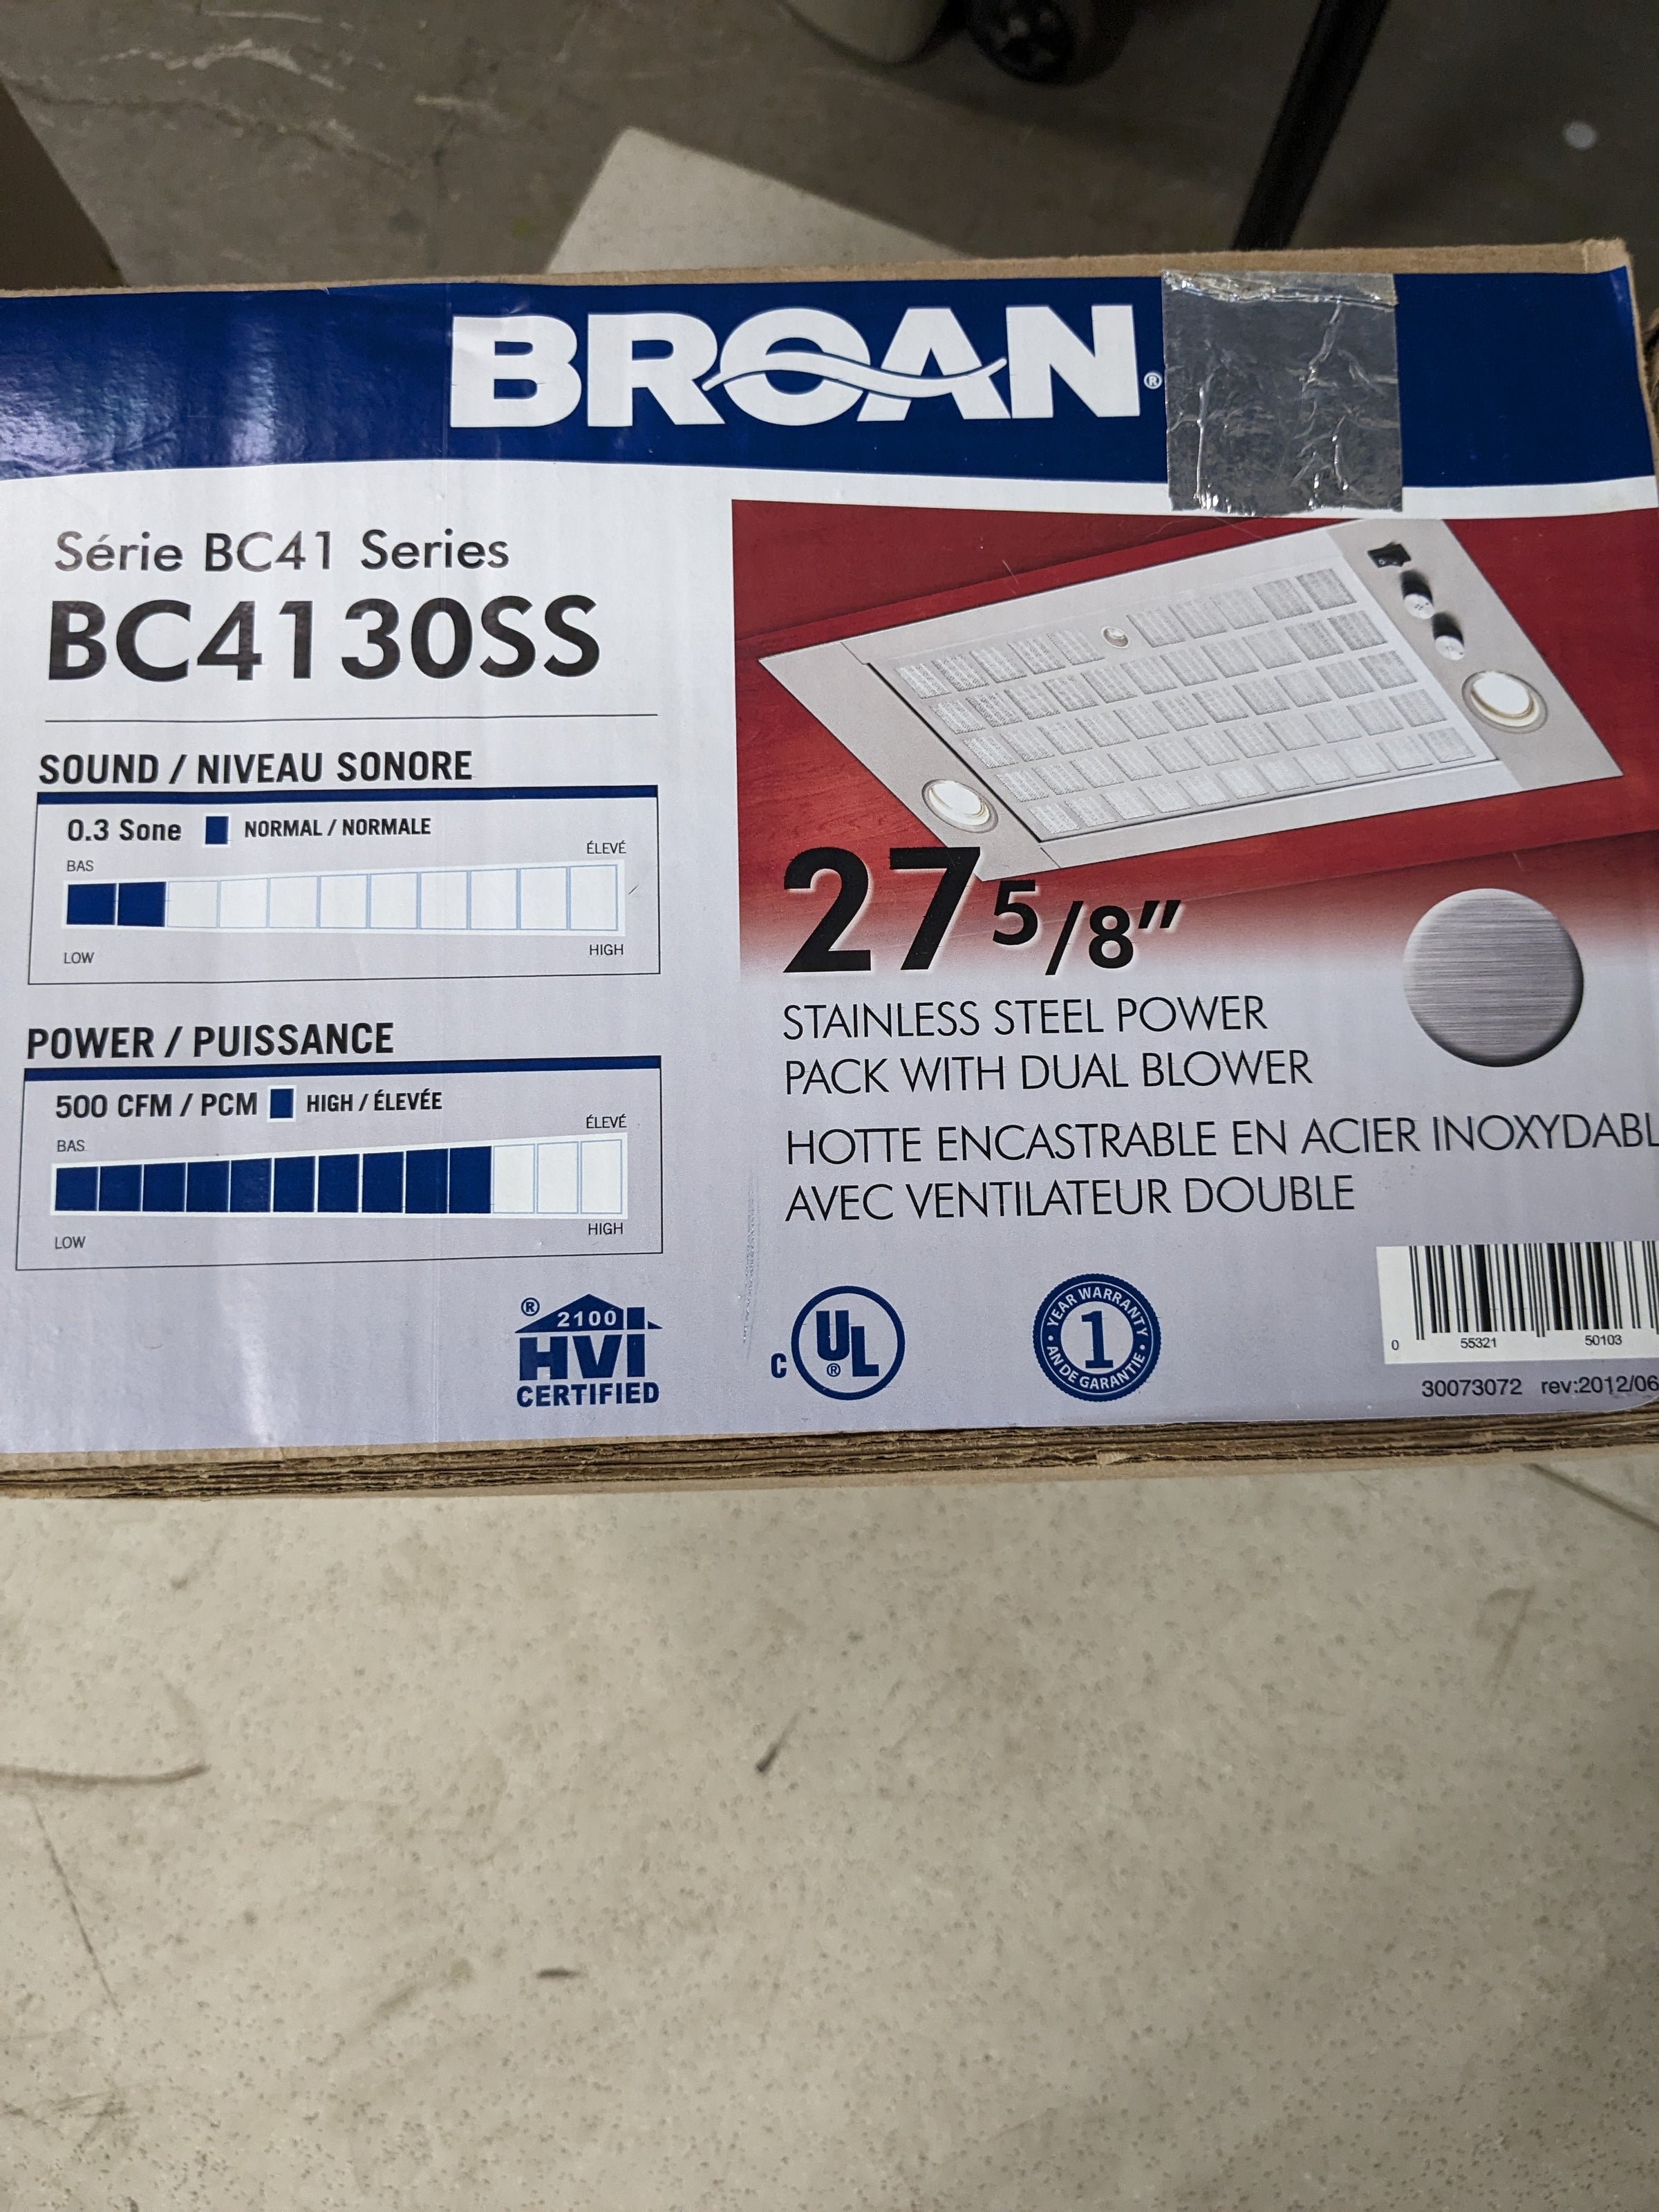 BROAN®
Série BC41 Series
BC4130SS
SOUND / NIVEAU SONORE
0.3 Sone NORMAL / NORMALE
BAS ÉLEVÉ
LOW HIGH
POWER / PUISSANCE
500 CFM / PCM HIGH / ÉLEVÉE
BAS ÉLEVÉ
LOW HIGH
27 5/8"
STAINLESS STEEL POWER
PACK WITH DUAL BLOWER
HOTTE ENCASTRABLE EN ACIER INOXYDABL
AVEC VENTILATEUR DOUBLE
® 2100
HVI
CERTIFIED
C UL ®
YEAR WARRANTY
1
AN DE GARANTIE
0 55321 50103
30073072 rev:2012/06